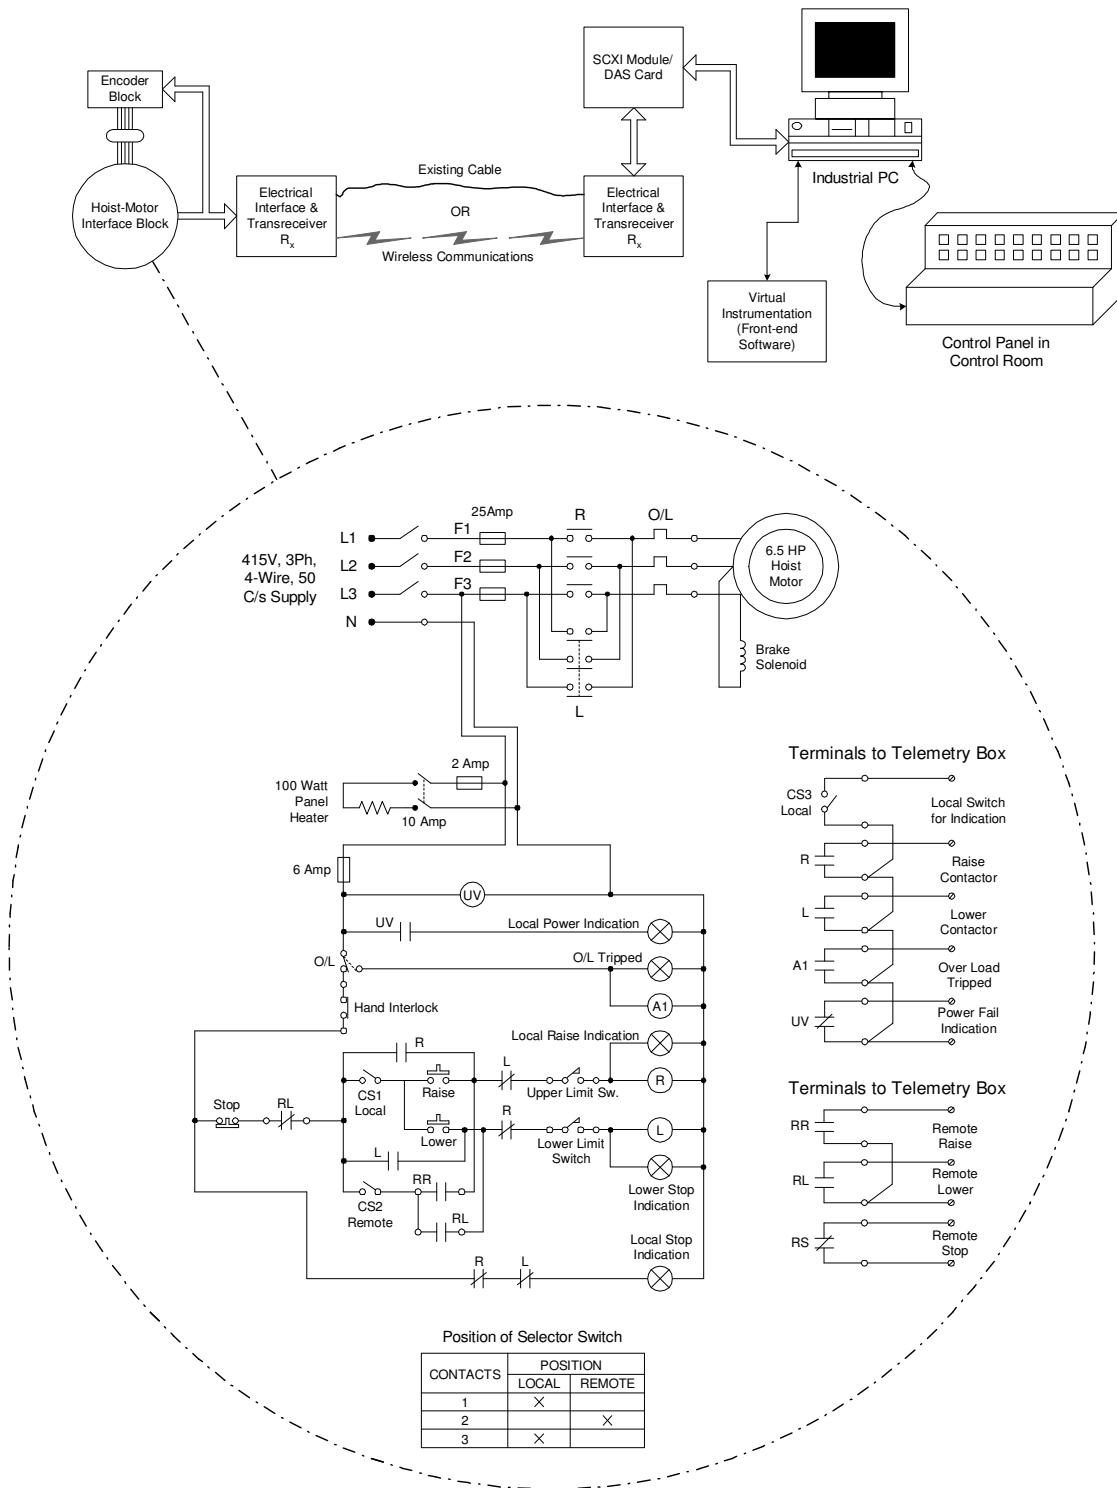 Encoder
Block
Hoist-Motor
Interface Block
Electrical
Interface &
Transreceiver
Rx
Existing Cable
OR
Wireless Communications
Electrical
Interface &
Transreceiver
Rx
SCXI Module/
DAS Card
Industrial PC
Virtual
Instrumentation
(Front-end
Software)
Control Panel in
Control Room
415V, 3Ph,
4-Wire, 50
C/s Supply
L1
L2
L3
N
F1
F2
F3
25Amp
R
O/L
L
6.5 HP
Hoist
Motor
Brake
Solenoid
100 Watt
Panel
Heater
2 Amp
10 Amp
6 Amp
UV
UV
Local Power Indication
O/L
O/L Tripped
A1
Hand Interlock
Local Raise Indication
R
L
R
CS1
Local
Raise
Upper Limit Sw.
Stop
RL
Lower
R
L
Lower Limit
Switch
L
RR
CS2
Remote
RL
Lower Stop
Indication
Local Stop
Indication
R
L
Terminals to Telemetry Box
CS3
Local
Local Switch
for Indication
R
Raise
Contactor
L
Lower
Contactor
A1
Over Load
Tripped
UV
Power Fail
Indication
Terminals to Telemetry Box
RR
Remote
Raise
RL
Remote
Lower
RS
Remote
Stop
Position of Selector Switch
CONTACTS
POSITION
LOCAL REMOTE
1 X
2 X
3 X